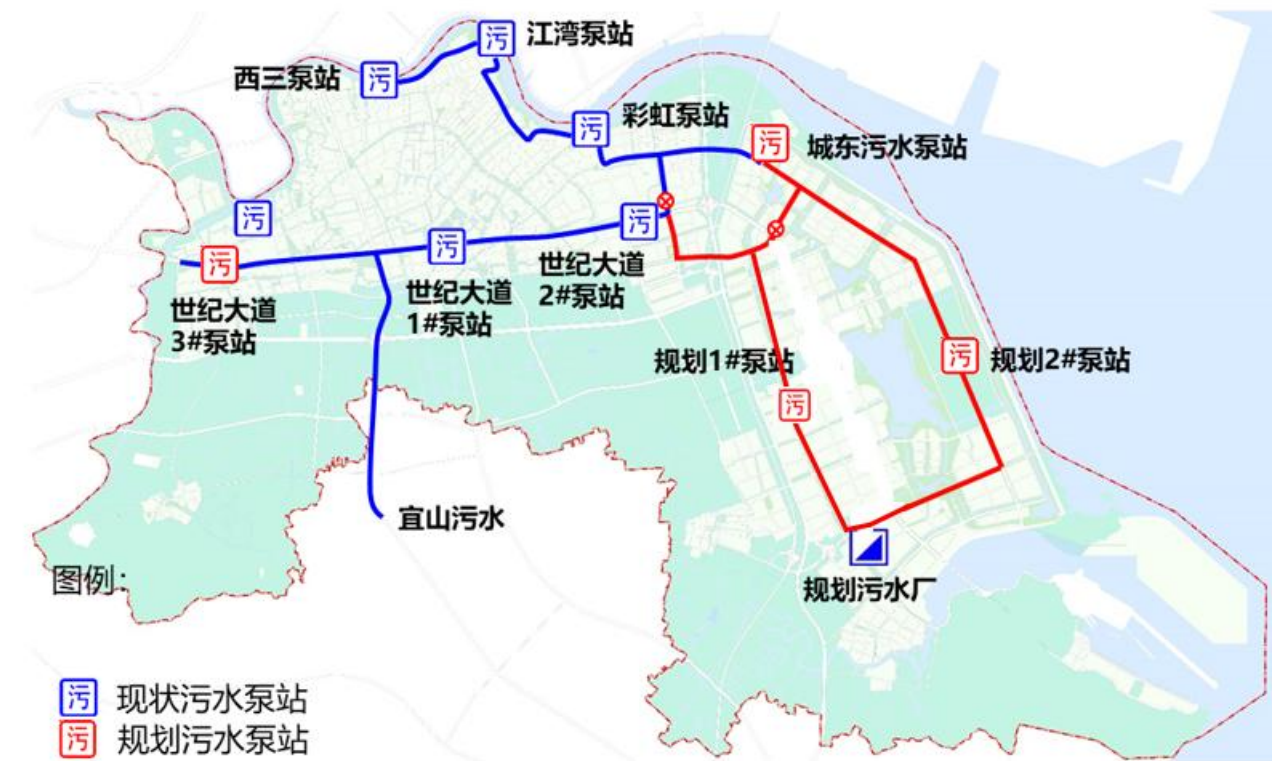 污
江湾泵站
西三泵站
污
污
彩虹泵站
污
城东污水泵站
污
污
污
污
世纪大道
2#泵站
世纪大道
1#泵站
世纪大道
3#泵站
规划1#泵站
污
规划2#泵站
污
宜山污水
规划污水厂
图例：
污
现状污水泵站
污
规划污水泵站